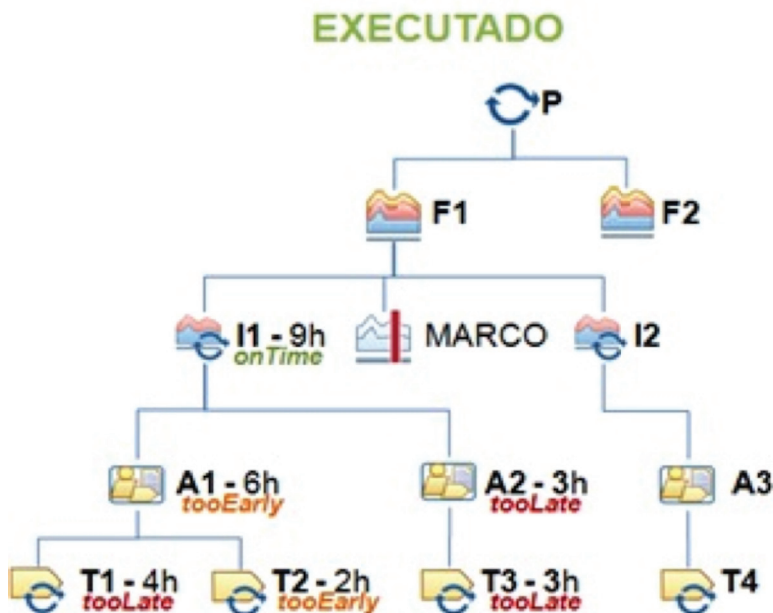 EXECUTADO
P
F1
F2
I1 - 9h
onTime
MARCO
I2
A1 - 6h
tooEarly
A2 - 3h
tooLate
A3
T1 - 4h
tooLate
T2 - 2h
tooEarly
T3 - 3h
tooLate
T4